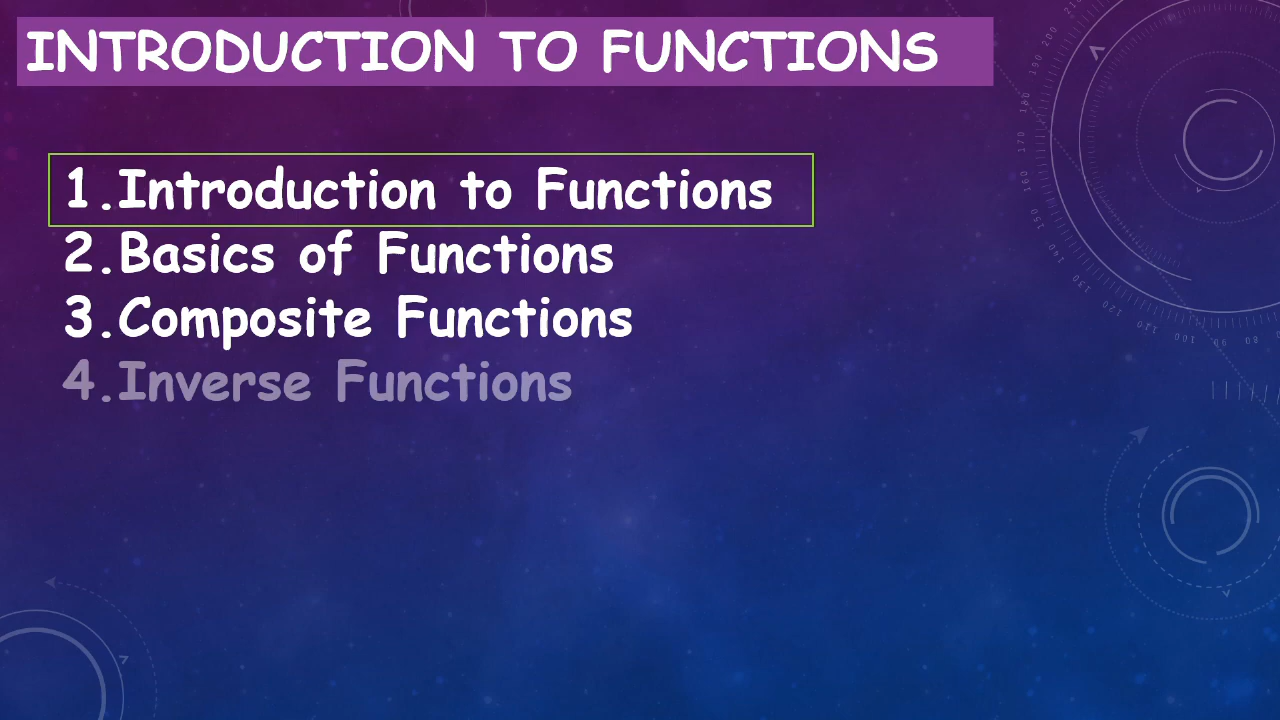 INTRODUCTION TO FUNCTIONS
1.Introduction to Functions
2.Basics of Functions
3.Composite Functions
4.Inverse Functions